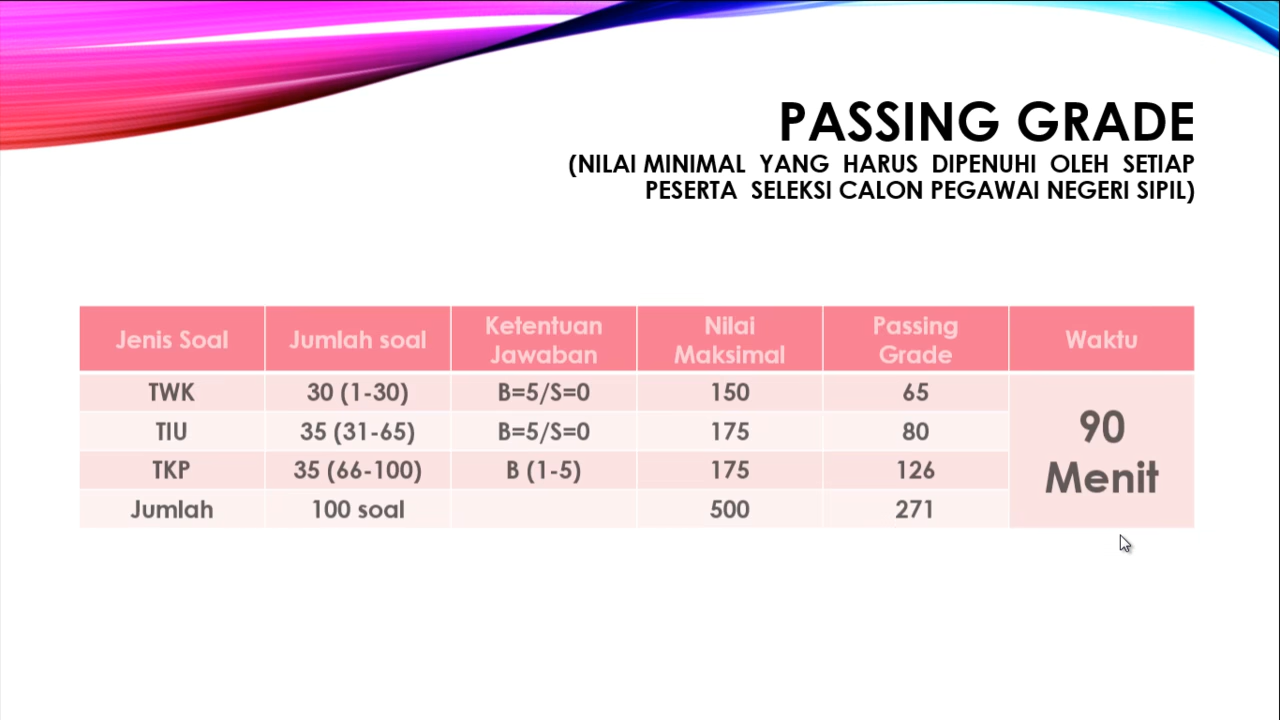 PASSING GRADE
(NILAI MINIMAL YANG HARUS DIPENUHI OLEH SETIAP
PESERTA SELEKSI CALON PEGAWAI NEGERI SIPIL)
Jenis Soal Jumlah soal Ketentuan Jawaban Nilai Maksimal Passing Grade Waktu
TWK 30 (1-30) B=5/S=0 150 65
TIU 35 (31-65) B=5/S=0 175 80
TKP 35 (66-100) B (1-5) 175 126
Jumlah 100 soal 500 271
90
Menit